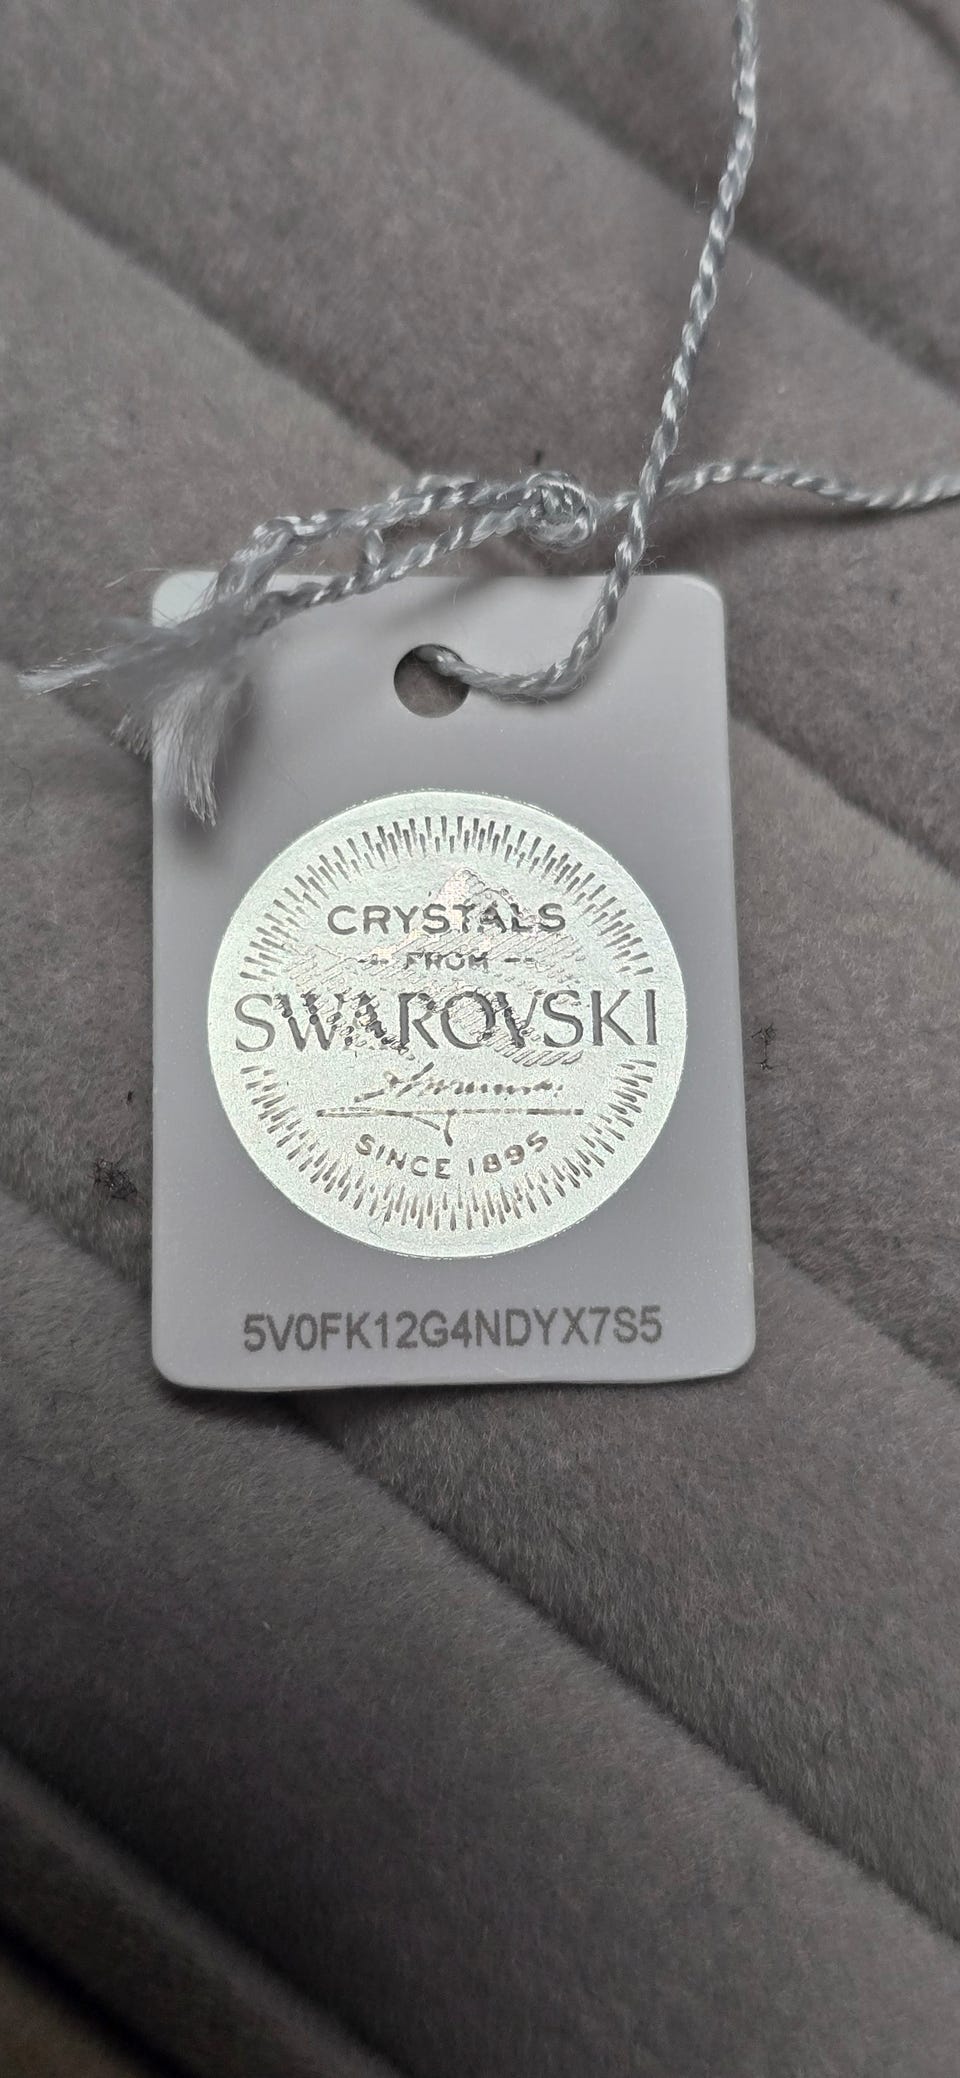 CRYSTALS
FROM
SWAROVSKI
SINCE 1895
5V0FK12G4NDYX7S5